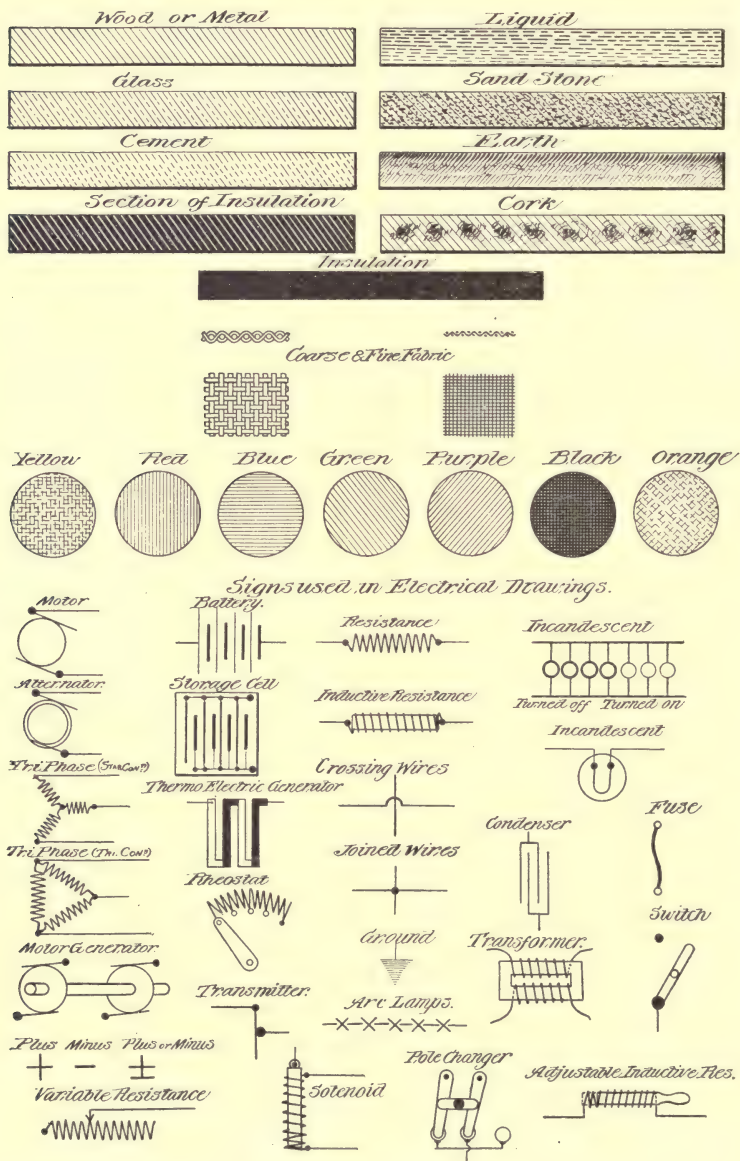 Wood or Metal
Liquid
Glass
Sand Stone
Cement
Earth
Section of Insulation
Cork
Insulation
Coarse & Fine Fabric
Yellow Red Blue Green Purple Black Orange
Signs used in Electrical Drawings.
Motor
Battery.
Resistance
Incandescent
Turned off Turned on
Alternator.
Storage Cell
Inductive Resistance
Incandescent
Tri Phase (Star Conn)
Thermo Electric Generator
Crossing Wires
Fuse
Condenser
Tri Phase (Tri. Conn)
Rheostat
Joined Wires
Switch
Motor Generator
Ground
Transformer.
Transmitter.
Arc Lamps.
Plus Minus Plus or Minus
+ − ±
Variable Resistance
Solenoid
Pole Changer
Adjustable Inductive Res.